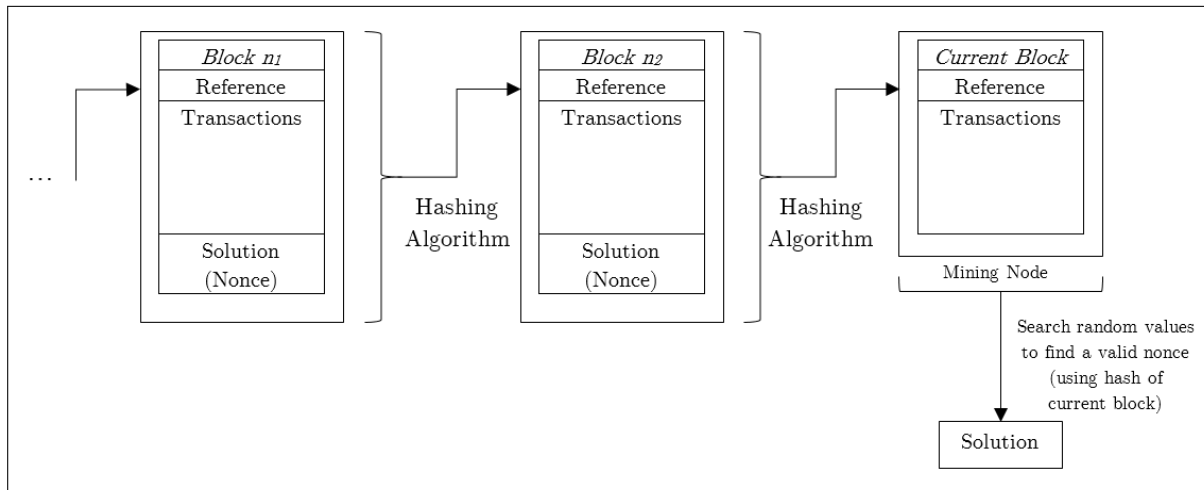 Block n₁
Reference
Transactions
Solution
(Nonce)
...
Hashing
Algorithm
Block n₂
Reference
Transactions
Solution
(Nonce)
Hashing
Algorithm
Current Block
Reference
Transactions
Mining Node
Search random values
to find a valid nonce
(using hash of
current block)
Solution